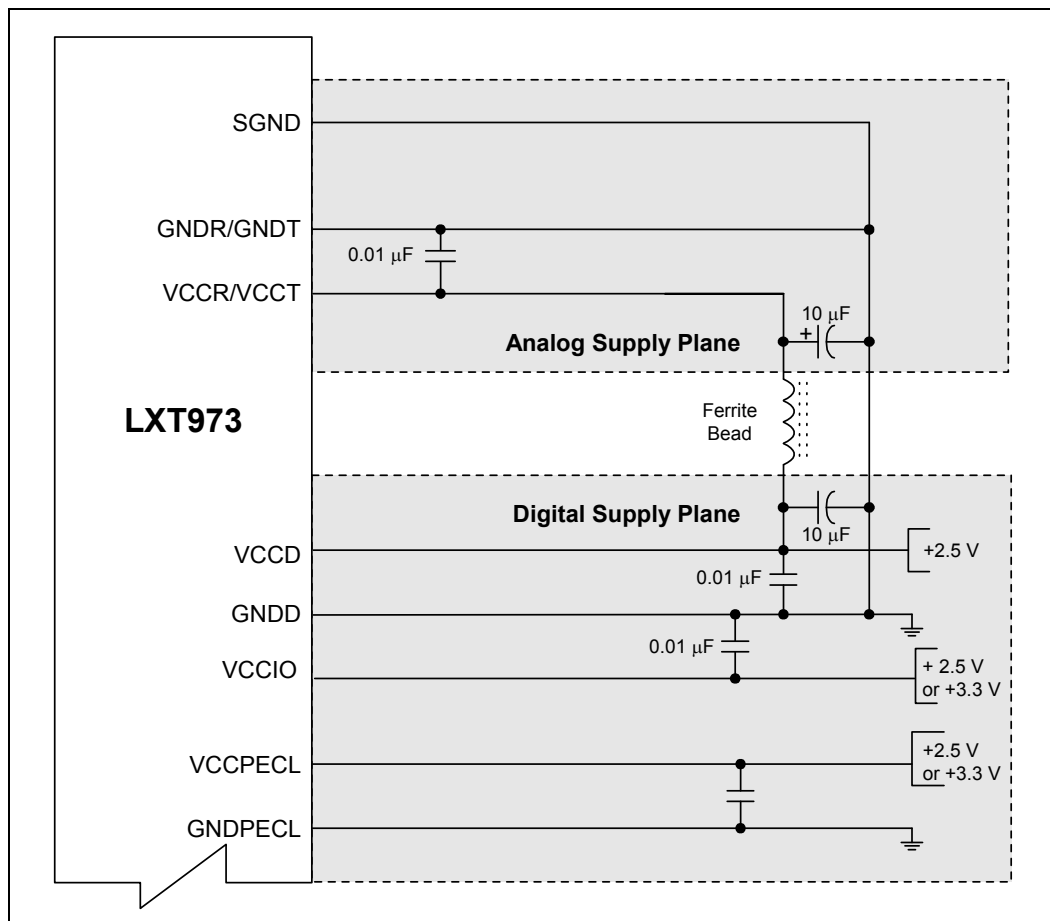 SGND
GNDR/GNDT
0.01 μF
VCCR/VCCT
10 μF
+
Analog Supply Plane
LXT973
Ferrite
Bead
Digital Supply Plane
10 μF
VCCD
+2.5 V
0.01 μF
GNDD
0.01 μF
VCCIO
+ 2.5 V
or +3.3 V
VCCPECL
+2.5 V
or +3.3 V
GNDPECL